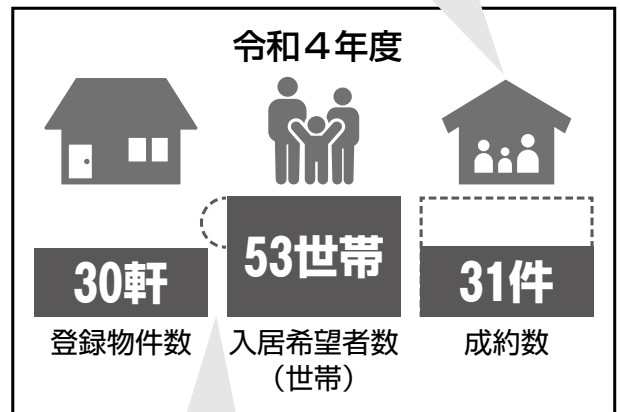 令和４年度
30軒
53世帯
31件
登録物件数
入居希望者数
（世帯）
成約数